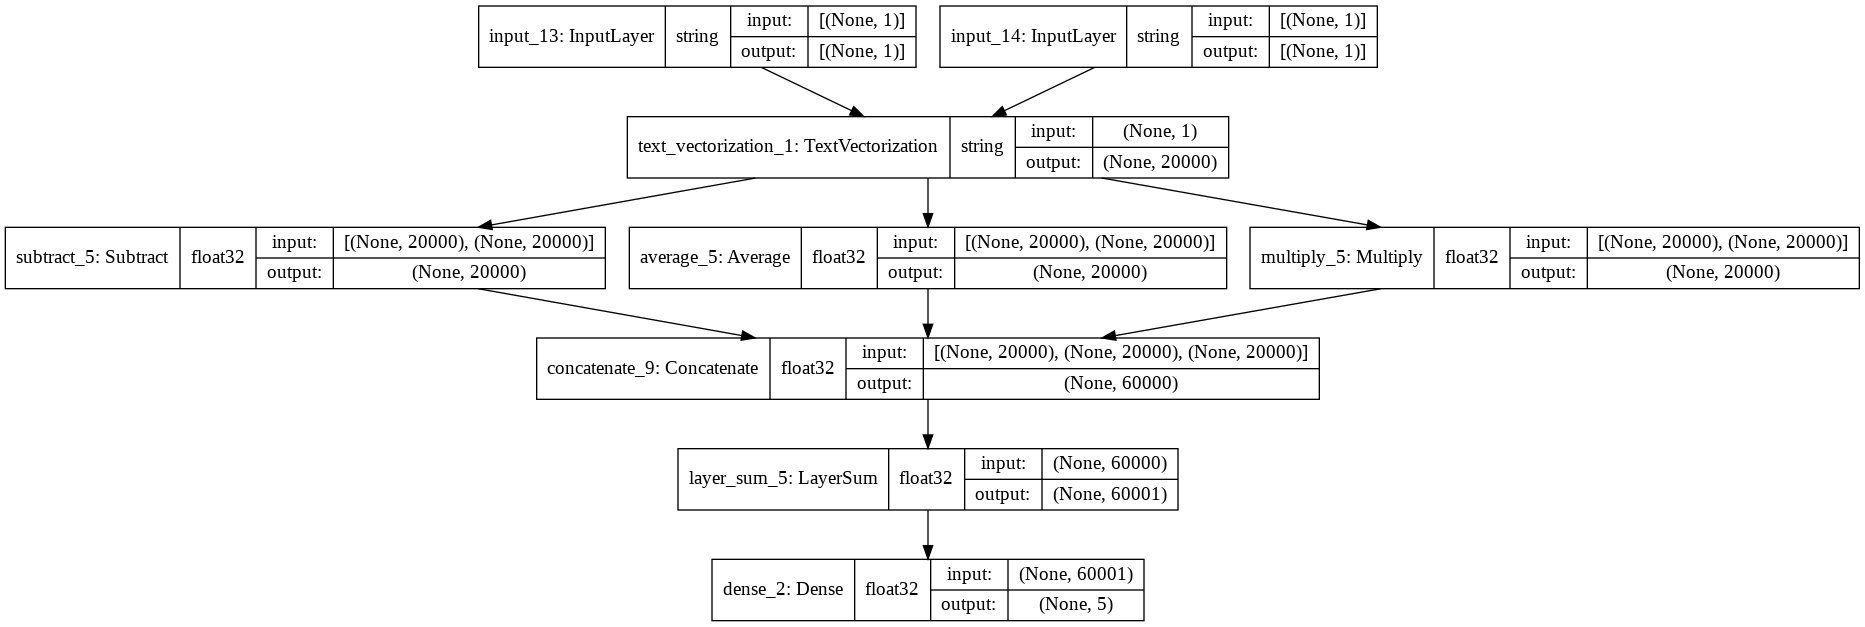 input_13: InputLayer string input: [(None, 1)] output: [(None, 1)]
input_14: InputLayer string input: [(None, 1)] output: [(None, 1)]
text_vectorization_1: TextVectorization string input: (None, 1) output: (None, 20000)
subtract_5: Subtract float32 input: [(None, 20000), (None, 20000)] output: (None, 20000)
average_5: Average float32 input: [(None, 20000), (None, 20000)] output: (None, 20000)
multiply_5: Multiply float32 input: [(None, 20000), (None, 20000)] output: (None, 20000)
concatenate_9: Concatenate float32 input: [(None, 20000), (None, 20000), (None, 20000)] output: (None, 60000)
layer_sum_5: LayerSum float32 input: (None, 60000) output: (None, 60001)
dense_2: Dense float32 input: (None, 60001) output: (None, 5)